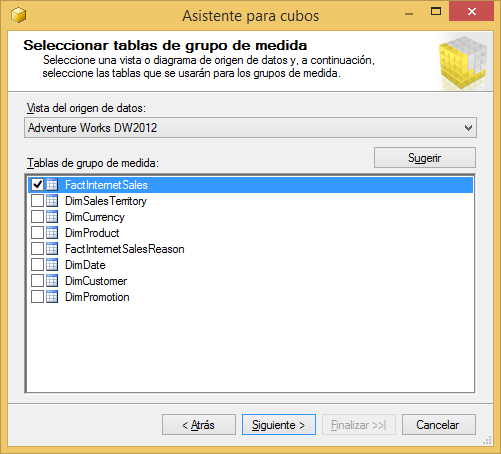 Asistente para cubos
Seleccionar tablas de grupo de medida
Seleccione una vista o diagrama de origen de datos y, a continuación,
seleccione las tablas que se usarán para los grupos de medida.
Vista del origen de datos:
Adventure Works DW2012
Tablas de grupo de medida:
Sugerir
FactInternetSales
DimSalesTerritory
DimCurrency
DimProduct
FactInternetSalesReason
DimDate
DimCustomer
DimPromotion
< Atrás
Siguiente >
Finalizar >>|
Cancelar